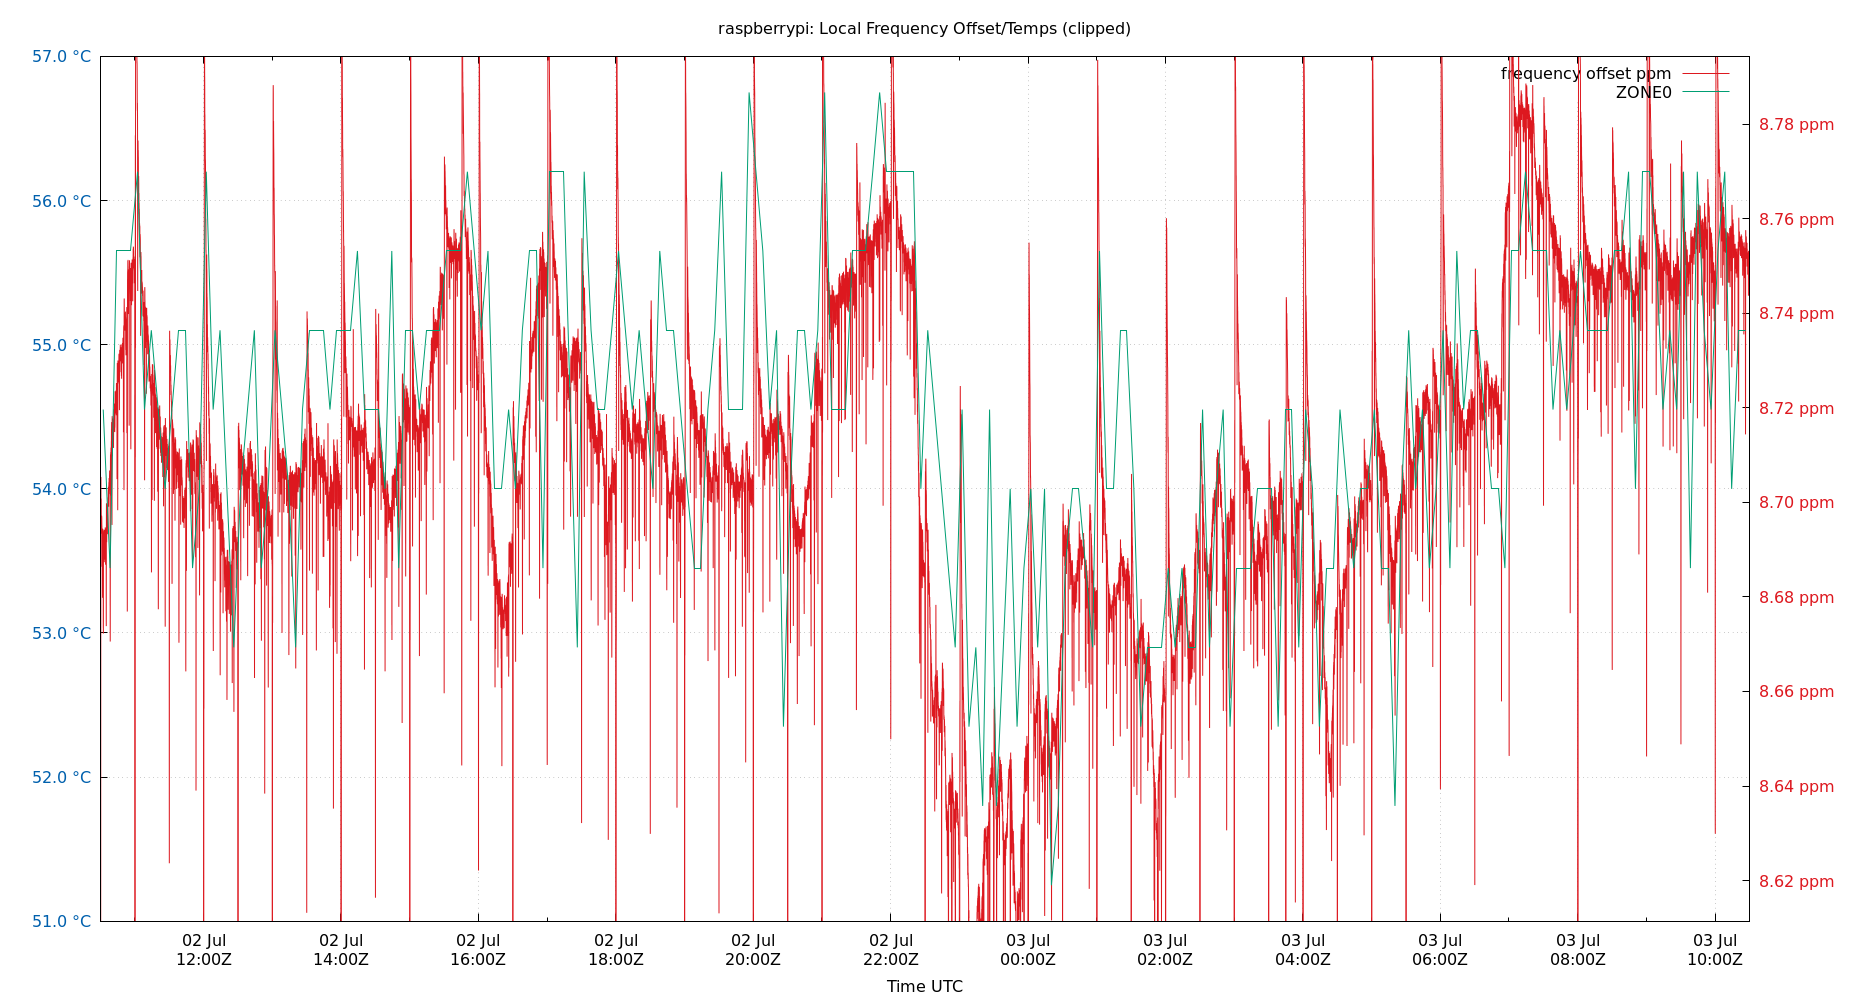 raspberrypi: Local Frequency Offset/Temps (clipped)
57.0 °C
56.0 °C
55.0 °C
54.0 °C
53.0 °C
52.0 °C
51.0 °C
frequency offset ppm
ZONE0
8.78 ppm
8.76 ppm
8.74 ppm
8.72 ppm
8.70 ppm
8.68 ppm
8.66 ppm
8.64 ppm
8.62 ppm
02 Jul 02 Jul 02 Jul 02 Jul 02 Jul 02 Jul 03 Jul 03 Jul 03 Jul 03 Jul 03 Jul 03 Jul
12:00Z 14:00Z 16:00Z 18:00Z 20:00Z 22:00Z 00:00Z 02:00Z 04:00Z 06:00Z 08:00Z 10:00Z
Time UTC